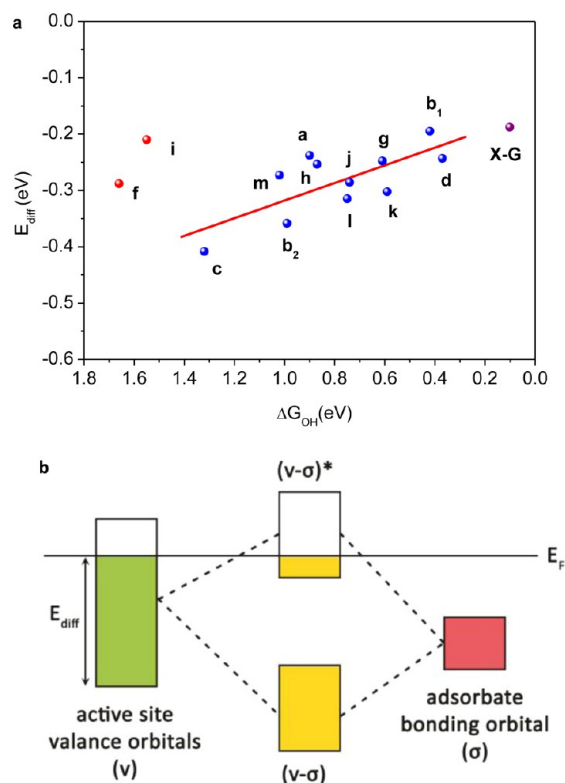 a
0.0
-0.1
-0.2
-0.3
-0.4
-0.5
-0.6
E_diff(eV)
i
f
a
m
h
j
g
b_1
X-G
d
k
l
b_2
c
1.8 1.6 1.4 1.2 1.0 0.8 0.6 0.4 0.2 0.0
ΔG_OH(eV)
b
(v-σ)*
E_F
E_diff
active site
valance orbitals
(v)
(v-σ)
adsorbate
bonding orbital
(σ)